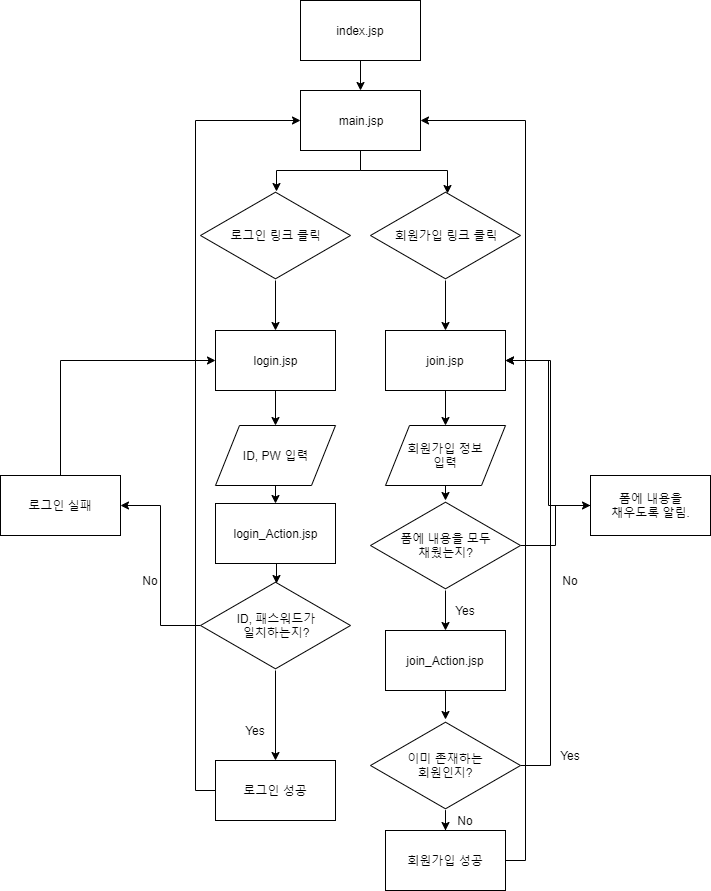 index.jsp
main.jsp
로그인 링크 클릭
회원가입 링크 클릭
login.jsp
join.jsp
ID, PW 입력
회원가입 정보
입력
로그인 실패
login_Action.jsp
폼에 내용을 모두
채웠는지?
폼에 내용을
채우도록 알림.
No
No
ID, 패스워드가
일치하는지?
Yes
join_Action.jsp
Yes
이미 존재하는
회원인지?
Yes
로그인 성공
No
회원가입 성공